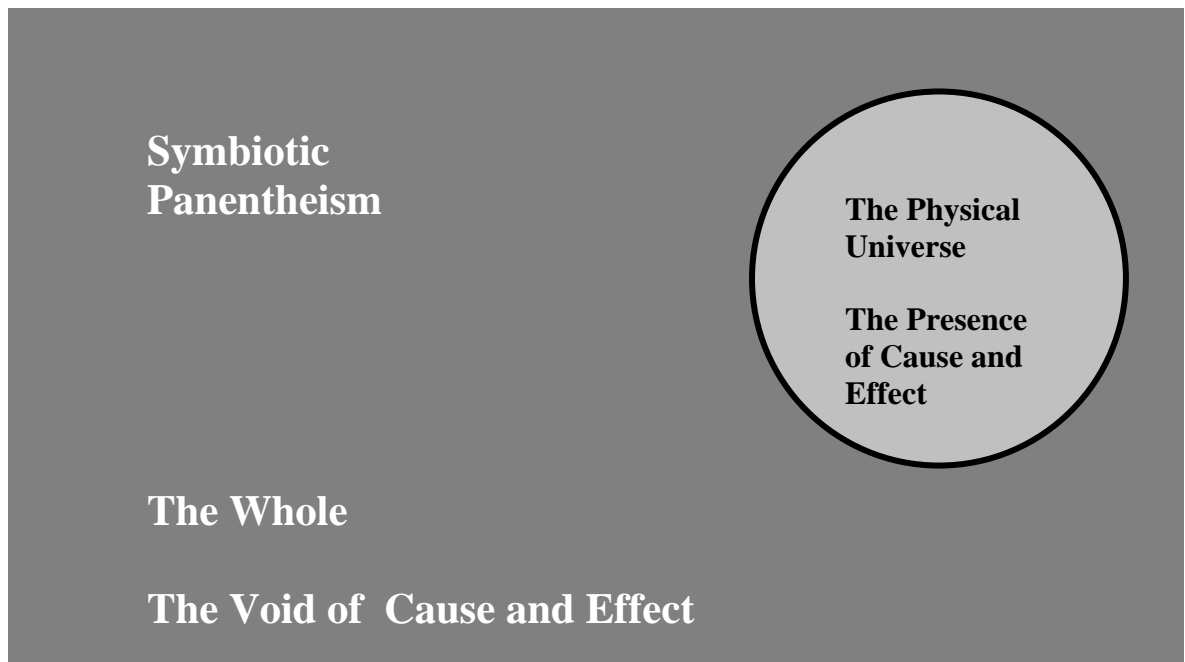 Symbiotic
Panentheism
The Physical
Universe
The Presence
of Cause and
Effect
The Whole
The Void of  Cause and Effect